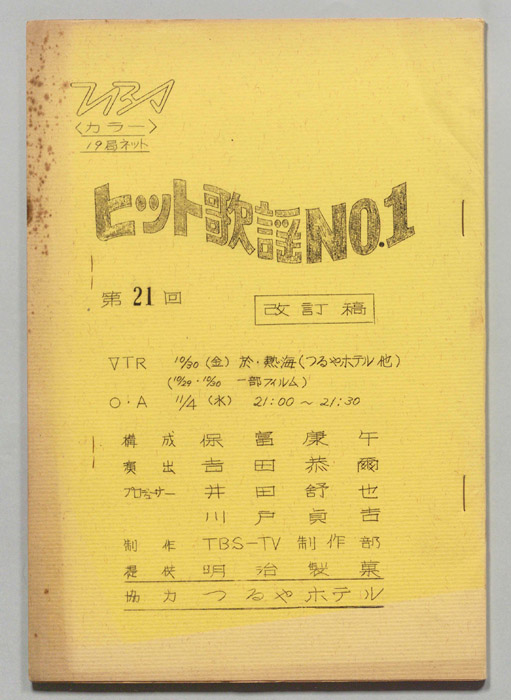 TBS
〈カラー〉
19局ネット
ヒット歌謡NO.1
第21回
改訂稿
VTR 10/30 (金) 於・熱海(つるやホテル他)
(10/29・10/30 一部フィルム)
O・A 11/4 (水) 21:00〜21:30
構成 保富康午
演出 吉田恭爾
プロデューサー 井田舒也
川戸貞吉
制作 TBS-TV制作部
提供 明治製菓
協力 つるやホテル